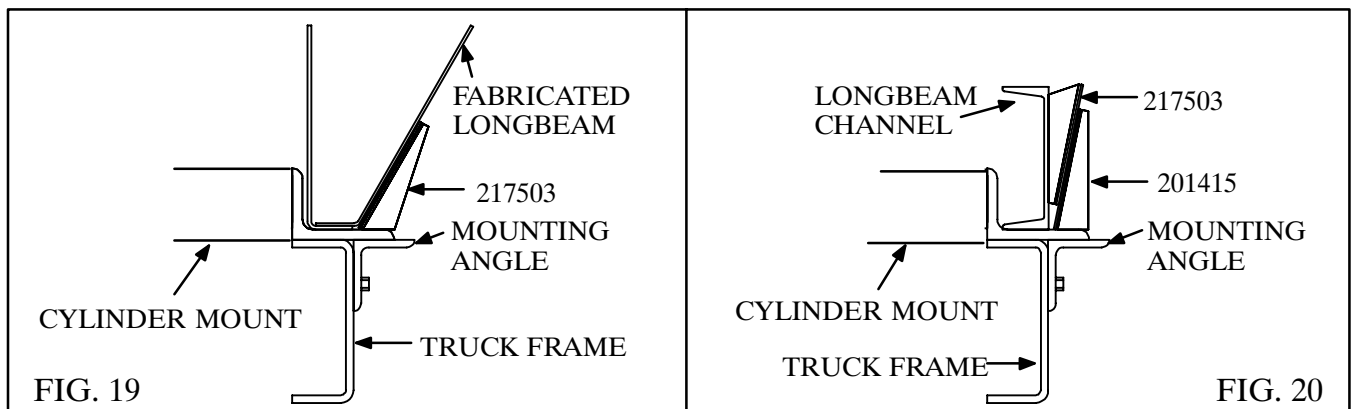 FABRICATED
LONGBEAM
217503
MOUNTING
ANGLE
CYLINDER MOUNT
TRUCK FRAME
FIG. 19
LONGBEAM
CHANNEL
217503
201415
MOUNTING
ANGLE
CYLINDER MOUNT
TRUCK FRAME
FIG. 20